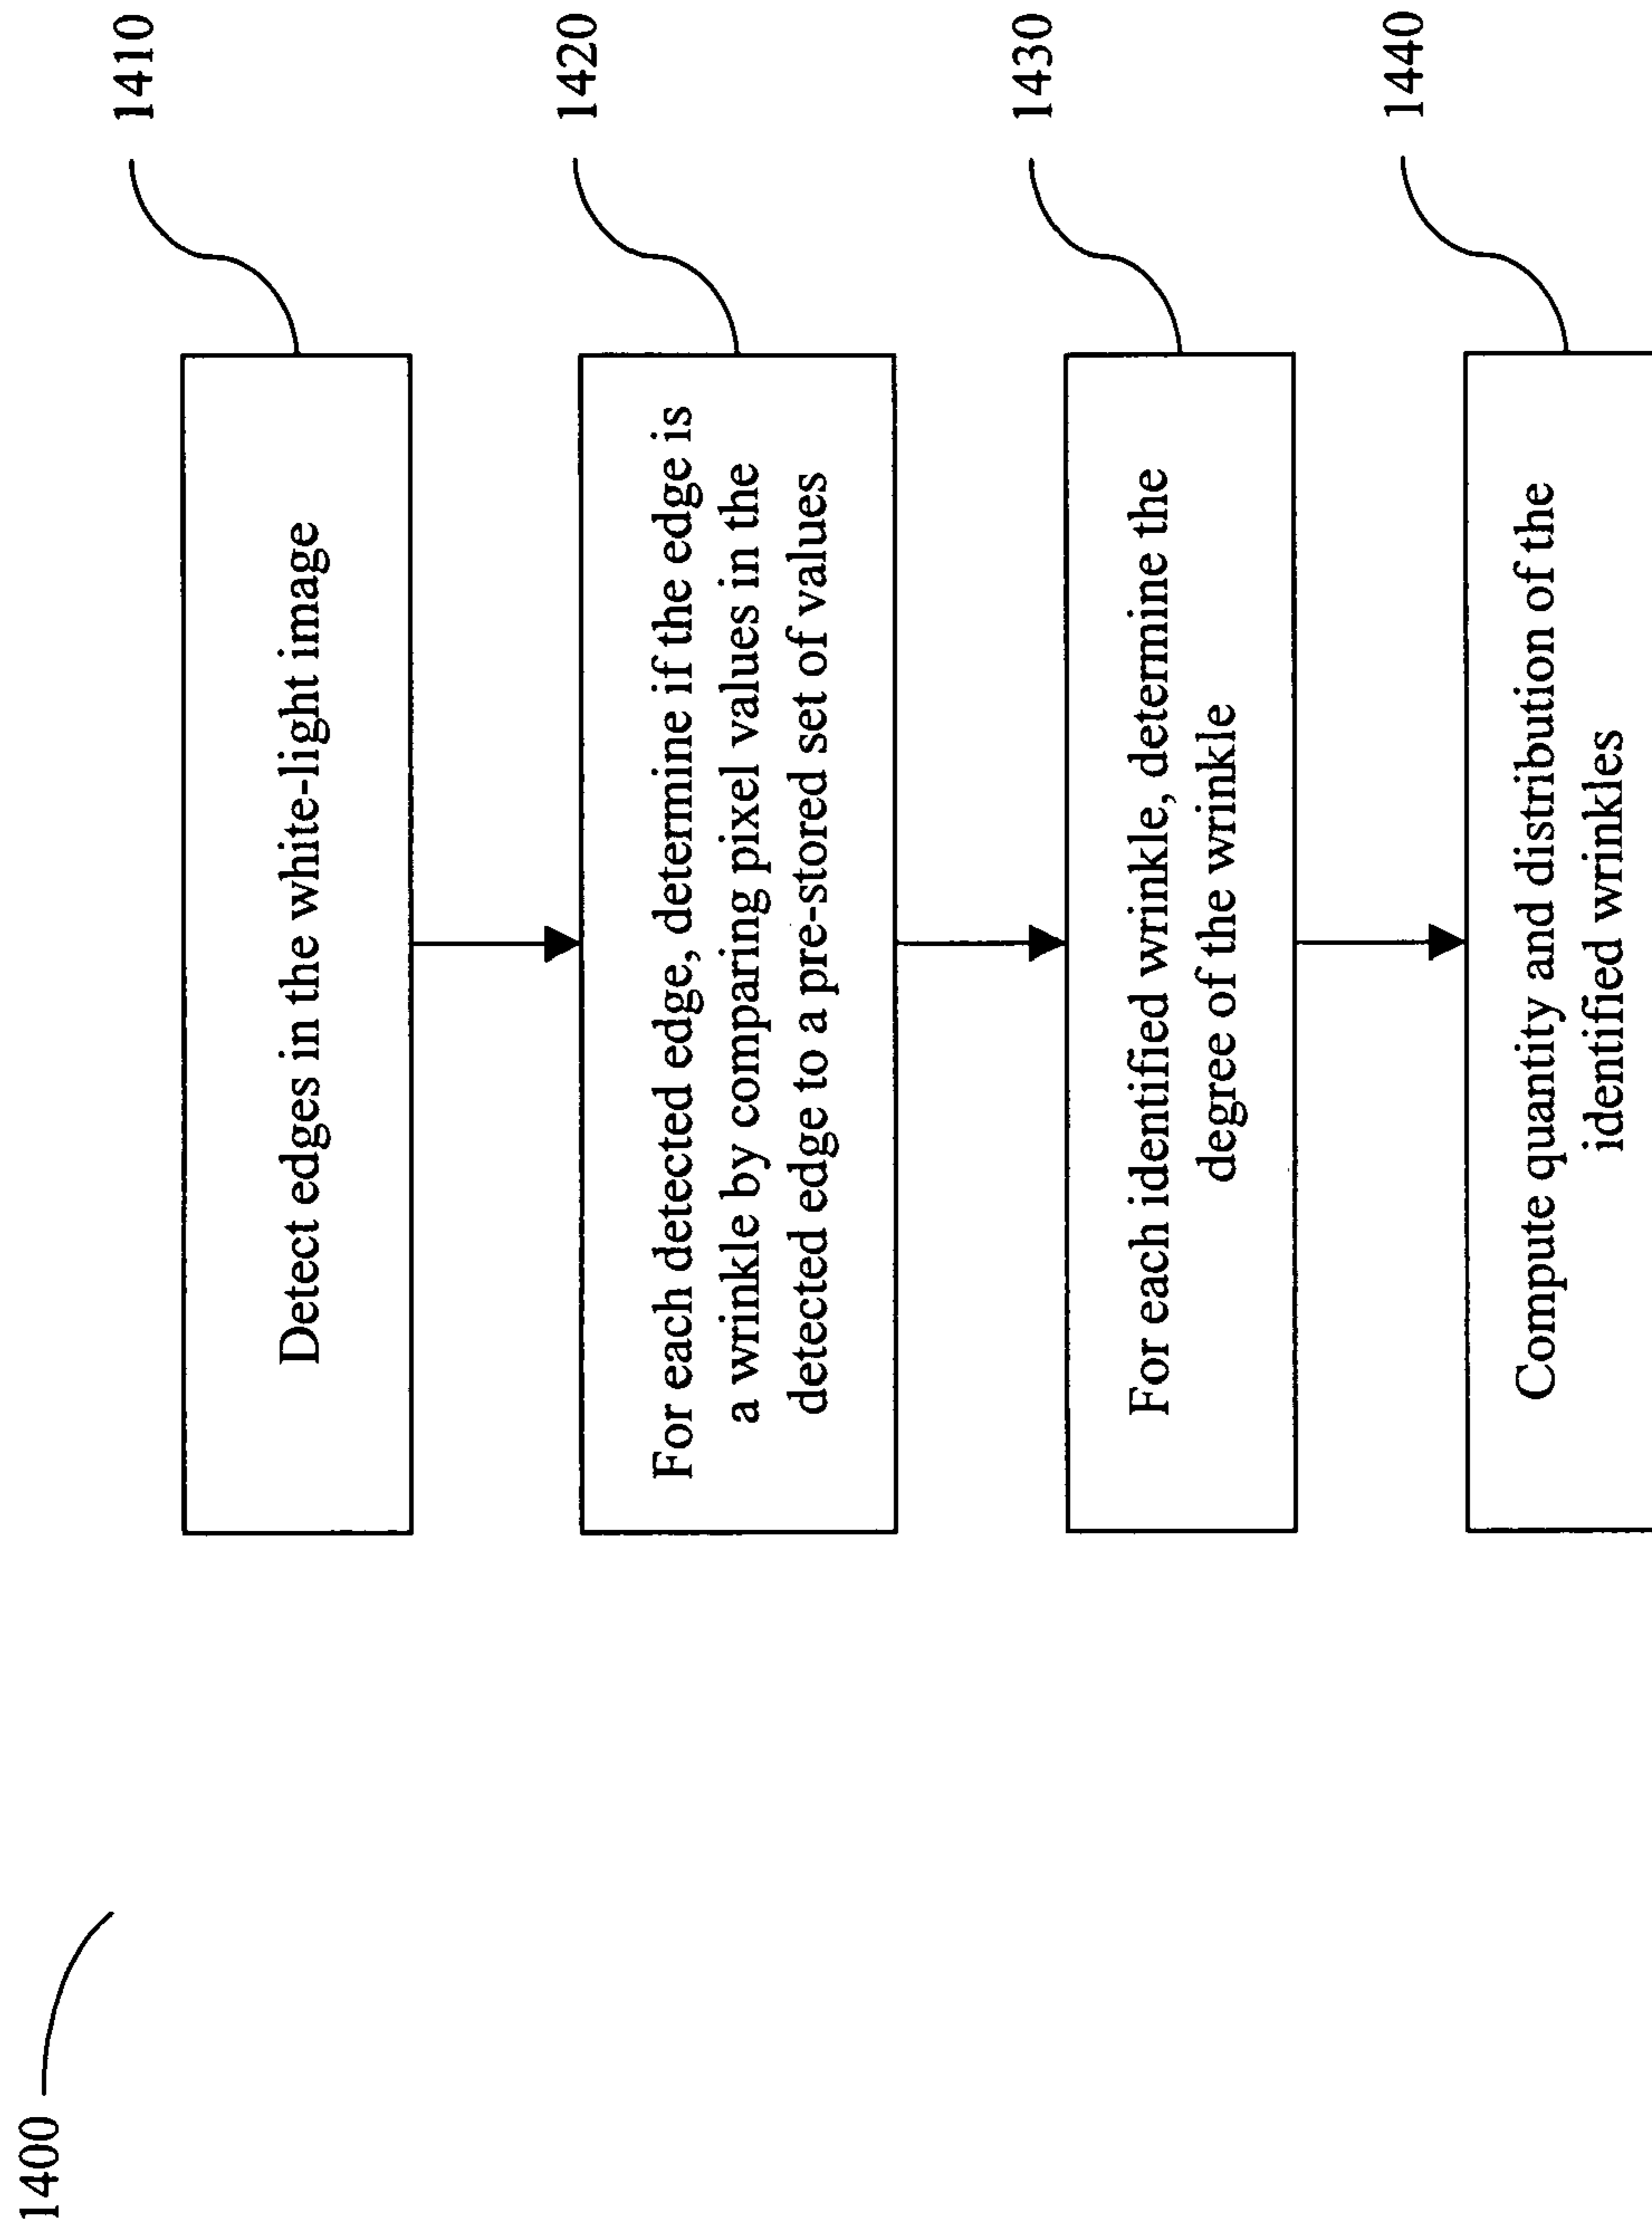 1400
1410
Detect edges in the white-light image
1420
For each detected edge, determine if the edge is
a wrinkle by comparing pixel values in the
detected edge to a pre-stored set of values
1430
For each identified wrinkle, determine the
degree of the wrinkle
1440
Compute quantity and distribution of the
identified wrinkles